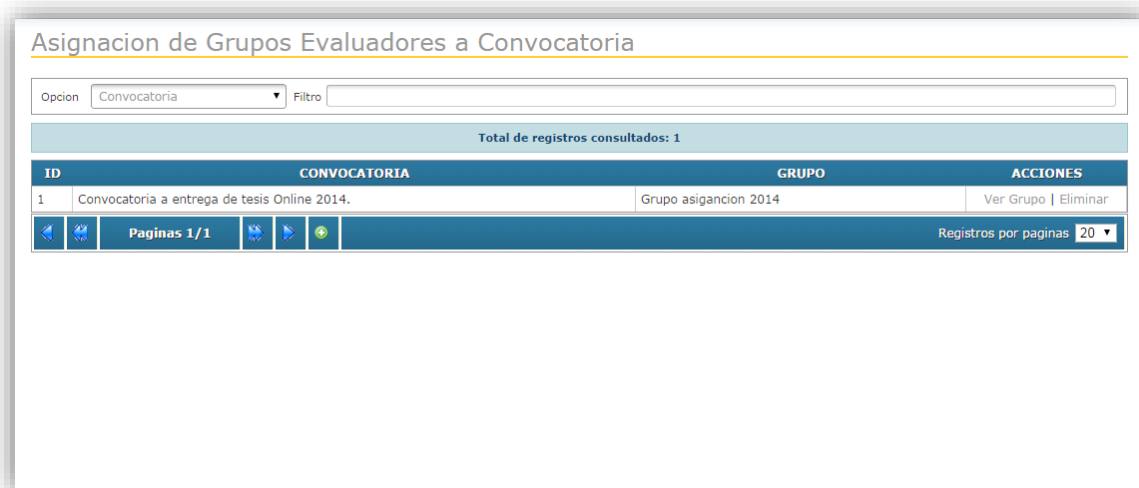 Asignacion de Grupos Evaluadores a Convocatoria
Opcion Convocatoria Filtro
Total de registros consultados: 1
ID CONVOCATORIA GRUPO ACCIONES
1 Convocatoria a entrega de tesis Online 2014. Grupo asigancion 2014 Ver Grupo | Eliminar
Paginas 1/1 Registros por paginas 20